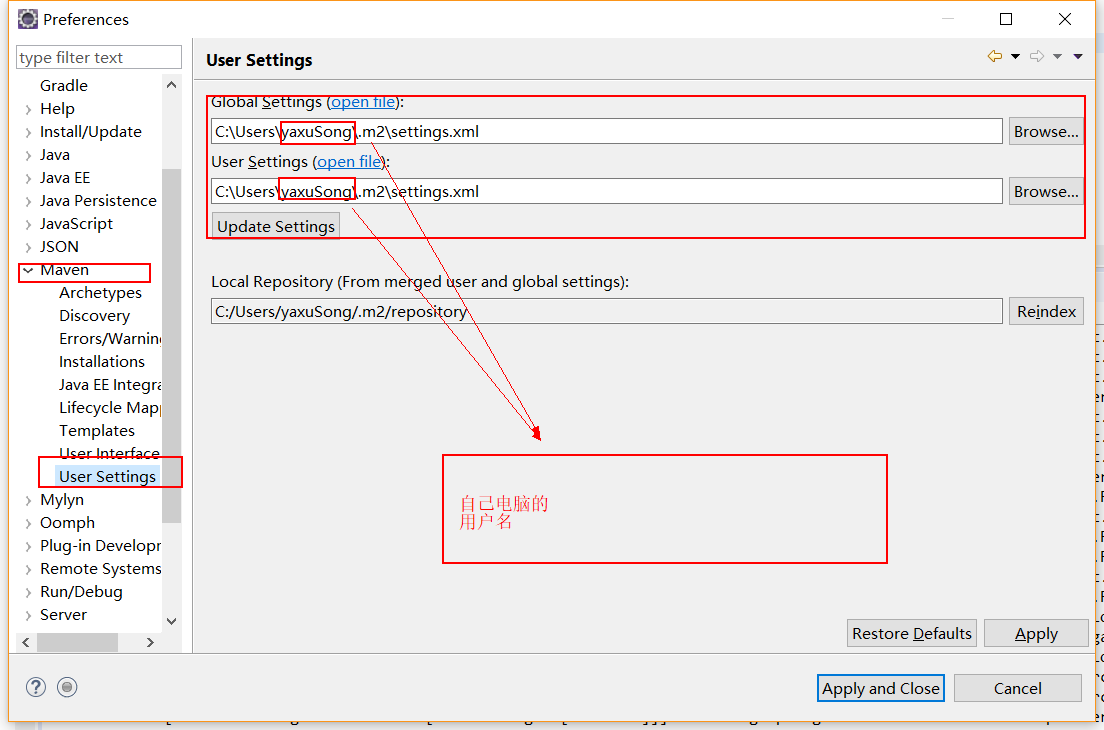 Preferences
type filter text
Gradle
Help
Install/Update
Java
Java EE
Java Persistence
JavaScript
JSON
Maven
Archetypes
Discovery
Errors/Warning
Installations
Java EE Integra
Lifecycle Mapp
Templates
User Interface
User Settings
Mylyn
Oomph
Plug-in Developr
Remote Systems
Run/Debug
Server
User Settings
Global Settings (open file):
C:\Users\yaxuSong\.m2\settings.xml
Browse...
User Settings (open file):
C:\Users\yaxuSong\.m2\settings.xml
Browse...
Update Settings
Local Repository (From merged user and global settings):
C:/Users/yaxuSong/.m2/repository
Reindex
自己电脑的
用户名
Restore Defaults
Apply
Apply and Close
Cancel